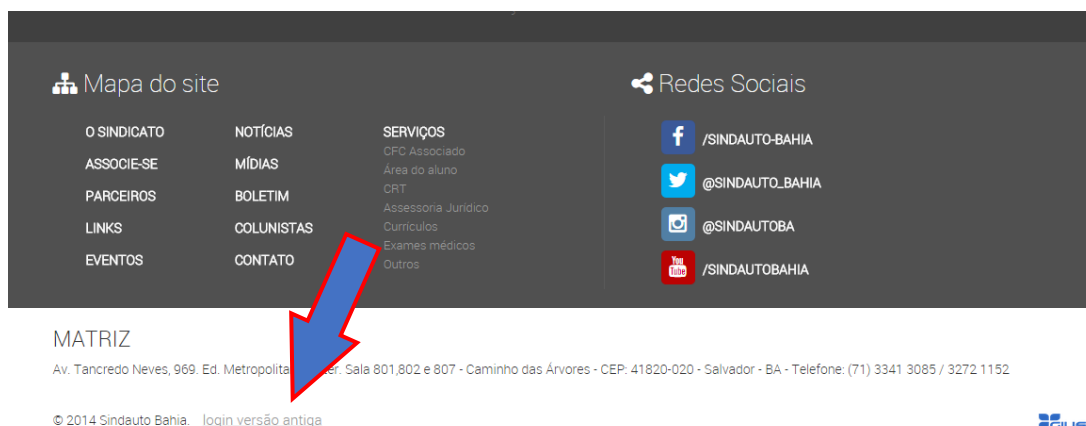 Mapa do site
O SINDICATO
ASSOCIE-SE
PARCEIROS
LINKS
EVENTOS
NOTÍCIAS
MÍDIAS
BOLETIM
COLUNISTAS
CONTATO
SERVIÇOS
CFC Associado
Área do aluno
CRT
Assessoria Jurídico
Currículos
Exames médicos
Outros
Redes Sociais
/SINDAUTO-BAHIA
@SINDAUTO_BAHIA
@SINDAUTOBA
You
Tube
/SINDAUTOBAHIA
MATRIZ
Av. Tancredo Neves, 969. Ed. Sala 801,802 e 807 - Caminho das Árvores - CEP: 41820-020 - Salvador - BA - Telefone: (71) 3341 3085 / 3272 1152
© 2014 Sindauto Bahia. login versão antiga